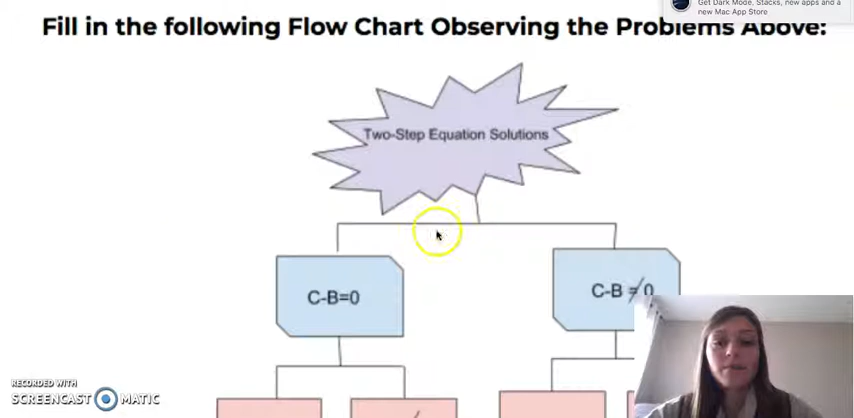 Get Dark Mode, Stacks, new apps and a
new Mac App Store
Fill in the following Flow Chart Observing the Problems Above:
Two-Step Equation Solutions
C-B=0
C-B ≠ 0
RECORDED WITH
SCREENCAST MATIC